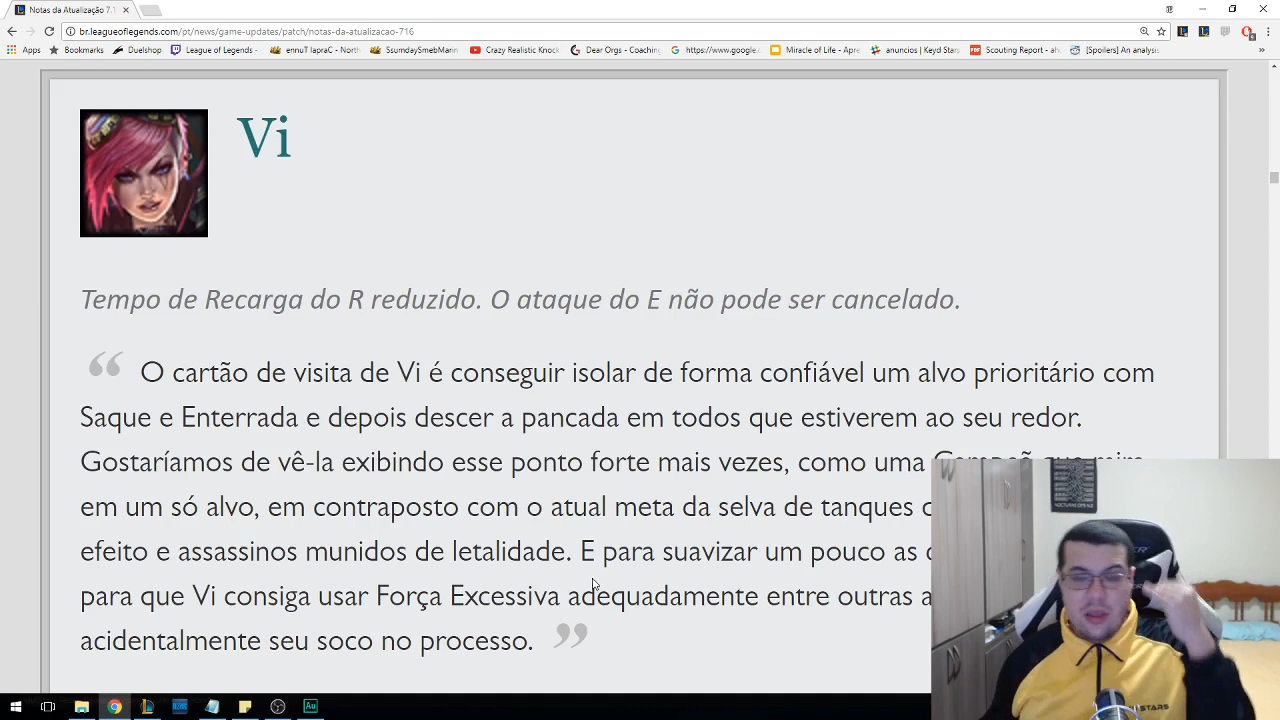 Notas da Atualização 7.1
br.leagueoflegends.com/pt/news/game-updates/patch/notas-da-atualizacao-716
Apps Bookmarks Duelshop League of Legends - ennuT IapraC - North SsumdaySmebMarin Crazy Realistic Knock Dear Orgs - Coaching https://www.google.c Miracle of Life - Apre anuncios | Keyd Stars Scouting Report - ah [Spoilers] An analysis
Vi
Tempo de Recarga do R reduzido. O ataque do E não pode ser cancelado.
“ O cartão de visita de Vi é conseguir isolar de forma confiável um alvo prioritário com
Saque e Enterrada e depois descer a pancada em todos que estiverem ao seu redor.
Gostaríamos de vê-la exibindo esse ponto forte mais vezes, como uma
em um só alvo, em contraposto com o atual meta da selva de tanques
efeito e assassinos munidos de letalidade. E para suavizar um pouco as
para que Vi consiga usar Força Excessiva adequadamente entre outras
acidentalmente seu soco no processo. ”
Au
STARS